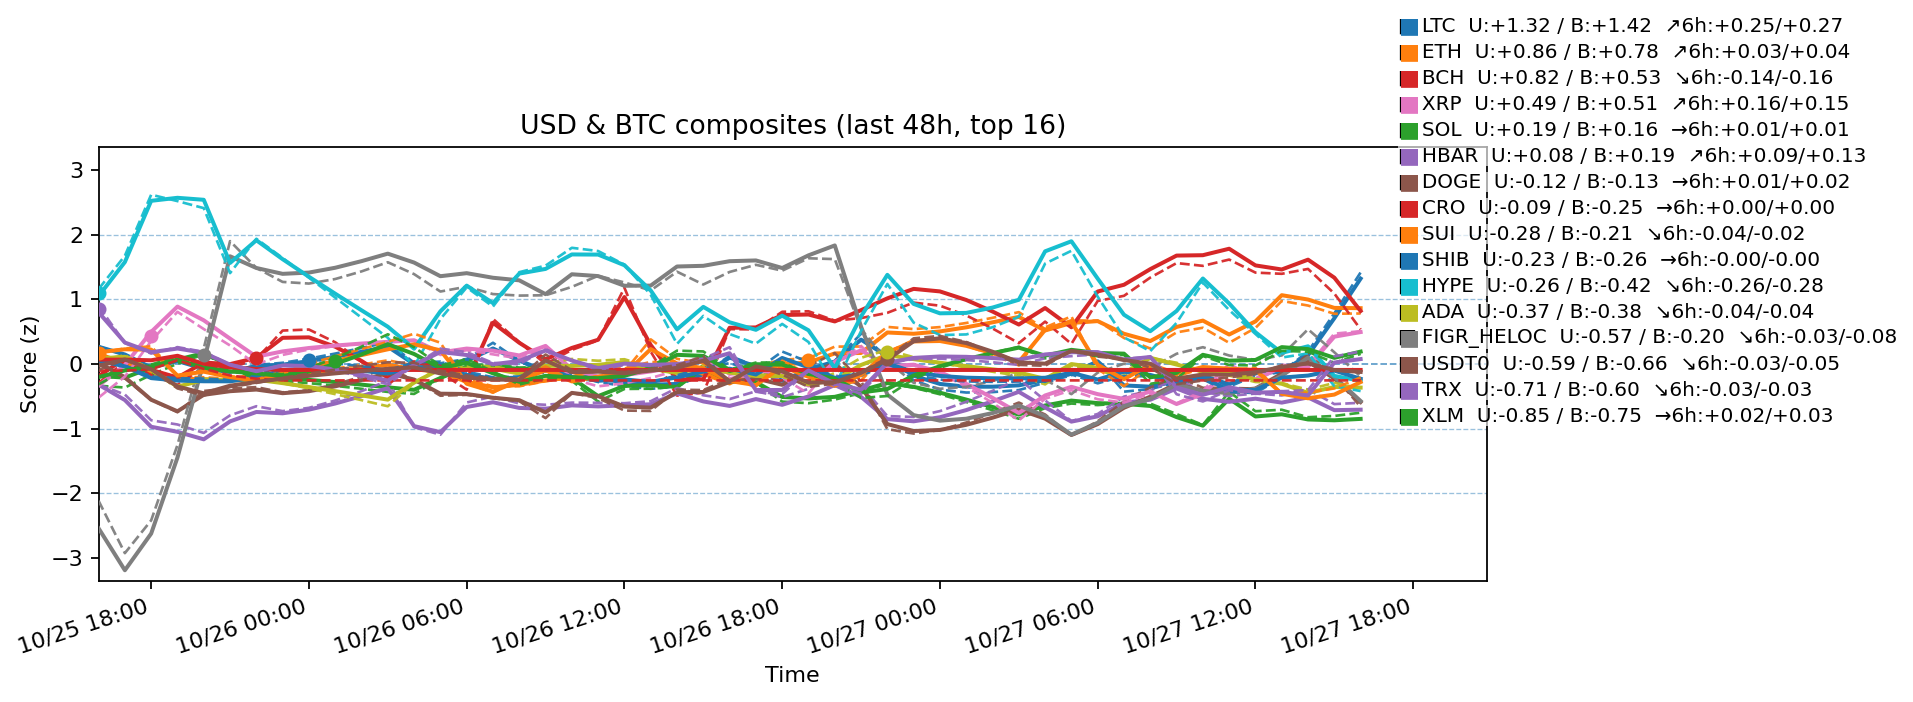 LTC U:+1.32 / B:+1.42 ↗6h:+0.25/+0.27
ETH U:+0.86 / B:+0.78 ↗6h:+0.03/+0.04
BCH U:+0.82 / B:+0.53 ↘6h:-0.14/-0.16
XRP U:+0.49 / B:+0.51 ↗6h:+0.16/+0.15
SOL U:+0.19 / B:+0.16 →6h:+0.01/+0.01
HBAR U:+0.08 / B:+0.19 ↗6h:+0.09/+0.13
DOGE U:-0.12 / B:-0.13 →6h:+0.01/+0.02
CRO U:-0.09 / B:-0.25 →6h:+0.00/+0.00
SUI U:-0.28 / B:-0.21 ↘6h:-0.04/-0.02
SHIB U:-0.23 / B:-0.26 →6h:-0.00/-0.00
HYPE U:-0.26 / B:-0.42 ↘6h:-0.26/-0.28
ADA U:-0.37 / B:-0.38 ↘6h:-0.04/-0.04
FIGR_HELOC U:-0.57 / B:-0.20 ↘6h:-0.03/-0.08
USDT0 U:-0.59 / B:-0.66 ↘6h:-0.03/-0.05
TRX U:-0.71 / B:-0.60 ↘6h:-0.03/-0.03
XLM U:-0.85 / B:-0.75 →6h:+0.02/+0.03
USD & BTC composites (last 48h, top 16)
3
2
1
0
−1
−2
−3
Score (z)
10/25 18:00
10/26 00:00
10/26 06:00
10/26 12:00
10/26 18:00
10/27 00:00
10/27 06:00
10/27 12:00
10/27 18:00
Time